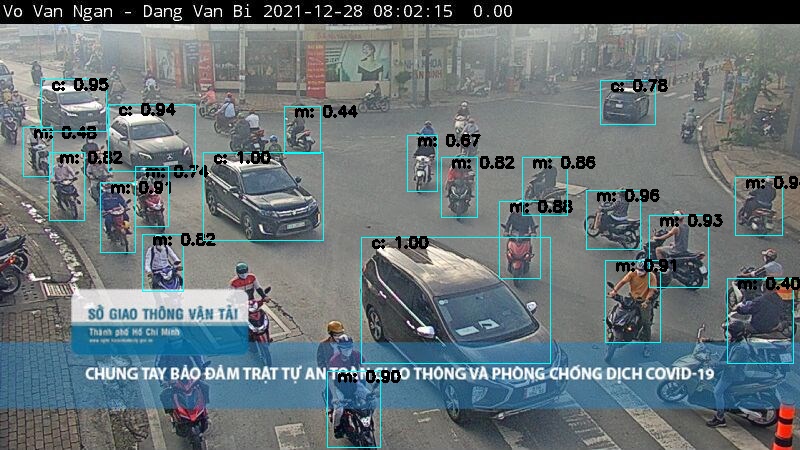 Vo Van Ngan - Dang Van Bi 2021-12-28 08:02:15 0.00
c: 0.95
c: 0.78
c: 0.94
m: 0.44
m: 0.48
m: 0.67
m: 0.82
c: 1.00
m: 0.82
m: 0.86
m: 0.74
m: 0.91
m: 0.96
m: 0.9
m: 0.88
m: 0.93
m: 0.82
c: 1.00
m: 0.91
m: 0.40
SỞ GIAO THÔNG VẬN TẢI
Thành phố Hồ Chí Minh
CHUNG TAY BẢO ĐẢM TRẬT TỰ AN TOÀN GIAO THÔNG VÀ PHÒNG CHỐNG DỊCH COVID-19
m: 0.90